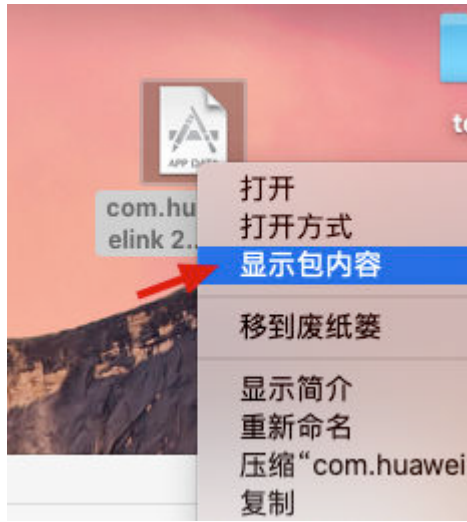 APP DATA
com.hu
elink 2..
te
打开
打开方式
显示包内容
移到废纸篓
显示简介
重新命名
压缩“com.huawei
复制